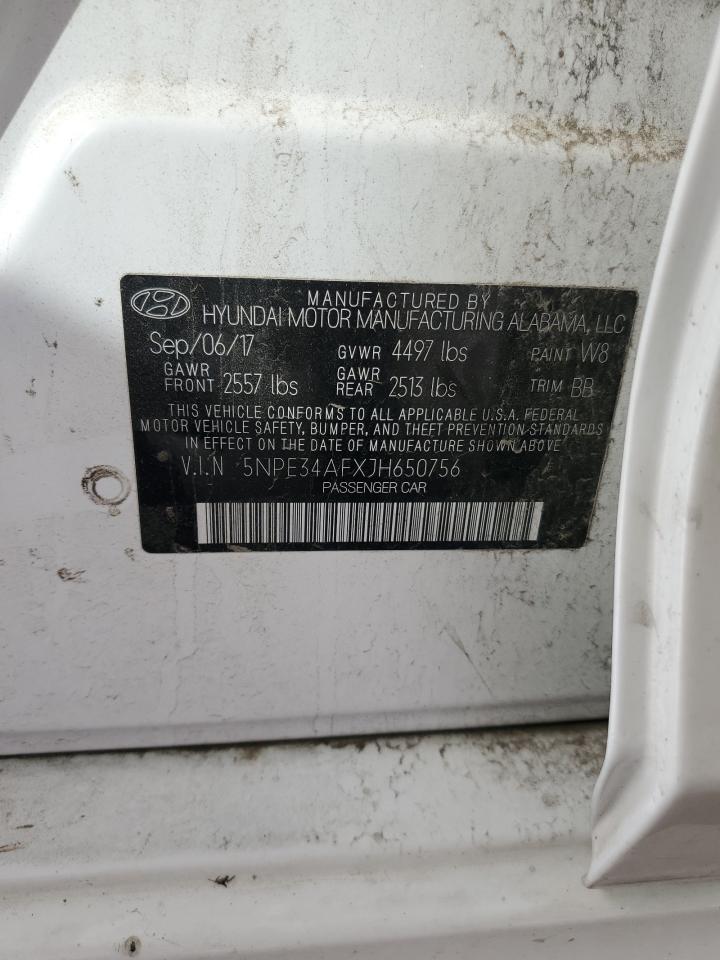 MANUFACTURED BY
HYUNDAI MOTOR MANUFACTURING ALABAMA, LLC
Sep/06/17 GVWR 4497 lbs PAINT W8
GAWR FRONT 2557 lbs GAWR REAR 2513 lbs TRIM BB
THIS VEHICLE CONFORMS TO ALL APPLICABLE U.S.A. FEDERAL
MOTOR VEHICLE SAFETY, BUMPER, AND THEFT PREVENTION STANDARDS
IN EFFECT ON THE DATE OF MANUFACTURE SHOWN ABOVE
V.I.N 5NPE34AFXJH650756
PASSENGER CAR